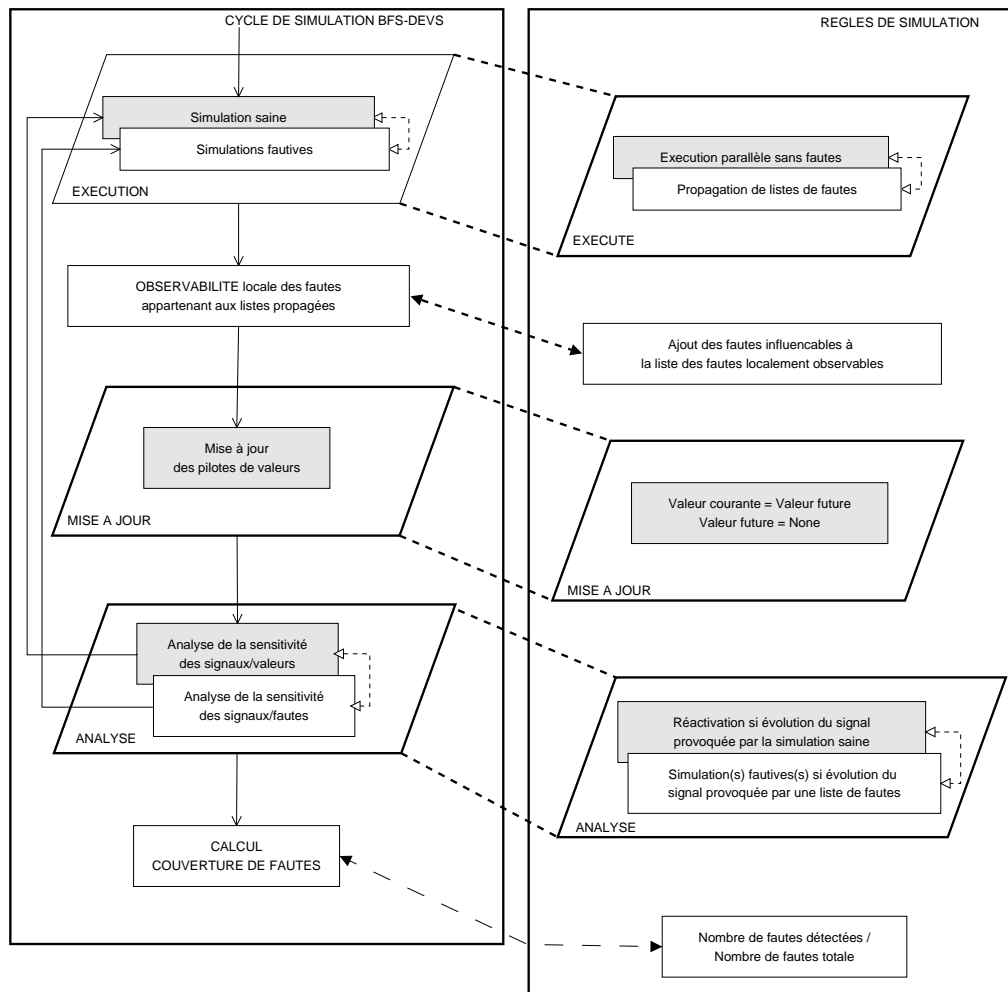 CYCLE DE SIMULATION BFS-DEVS
Simulation saine
Simulations fautives
EXECUTION
OBSERVABILITE locale des fautes
appartenant aux listes propagées
Mise à jour
des pilotes de valeurs
MISE A JOUR
Analyse de la sensitivité
des signaux/valeurs
Analyse de la sensitivité
des signaux/fautes
ANALYSE
CALCUL
COUVERTURE DE FAUTES
REGLES DE SIMULATION
Execution parallèle sans fautes
Propagation de listes de fautes
EXECUTE
Ajout des fautes influencables à
la liste des fautes localement observables
Valeur courante = Valeur future
Valeur future = None
MISE A JOUR
Réactivation si évolution du signal
provoquée par la simulation saine
Simulation(s) fautives(s) si évolution du
signal provoquée par une liste de fautes
ANALYSE
Nombre de fautes détectées /
Nombre de fautes totale